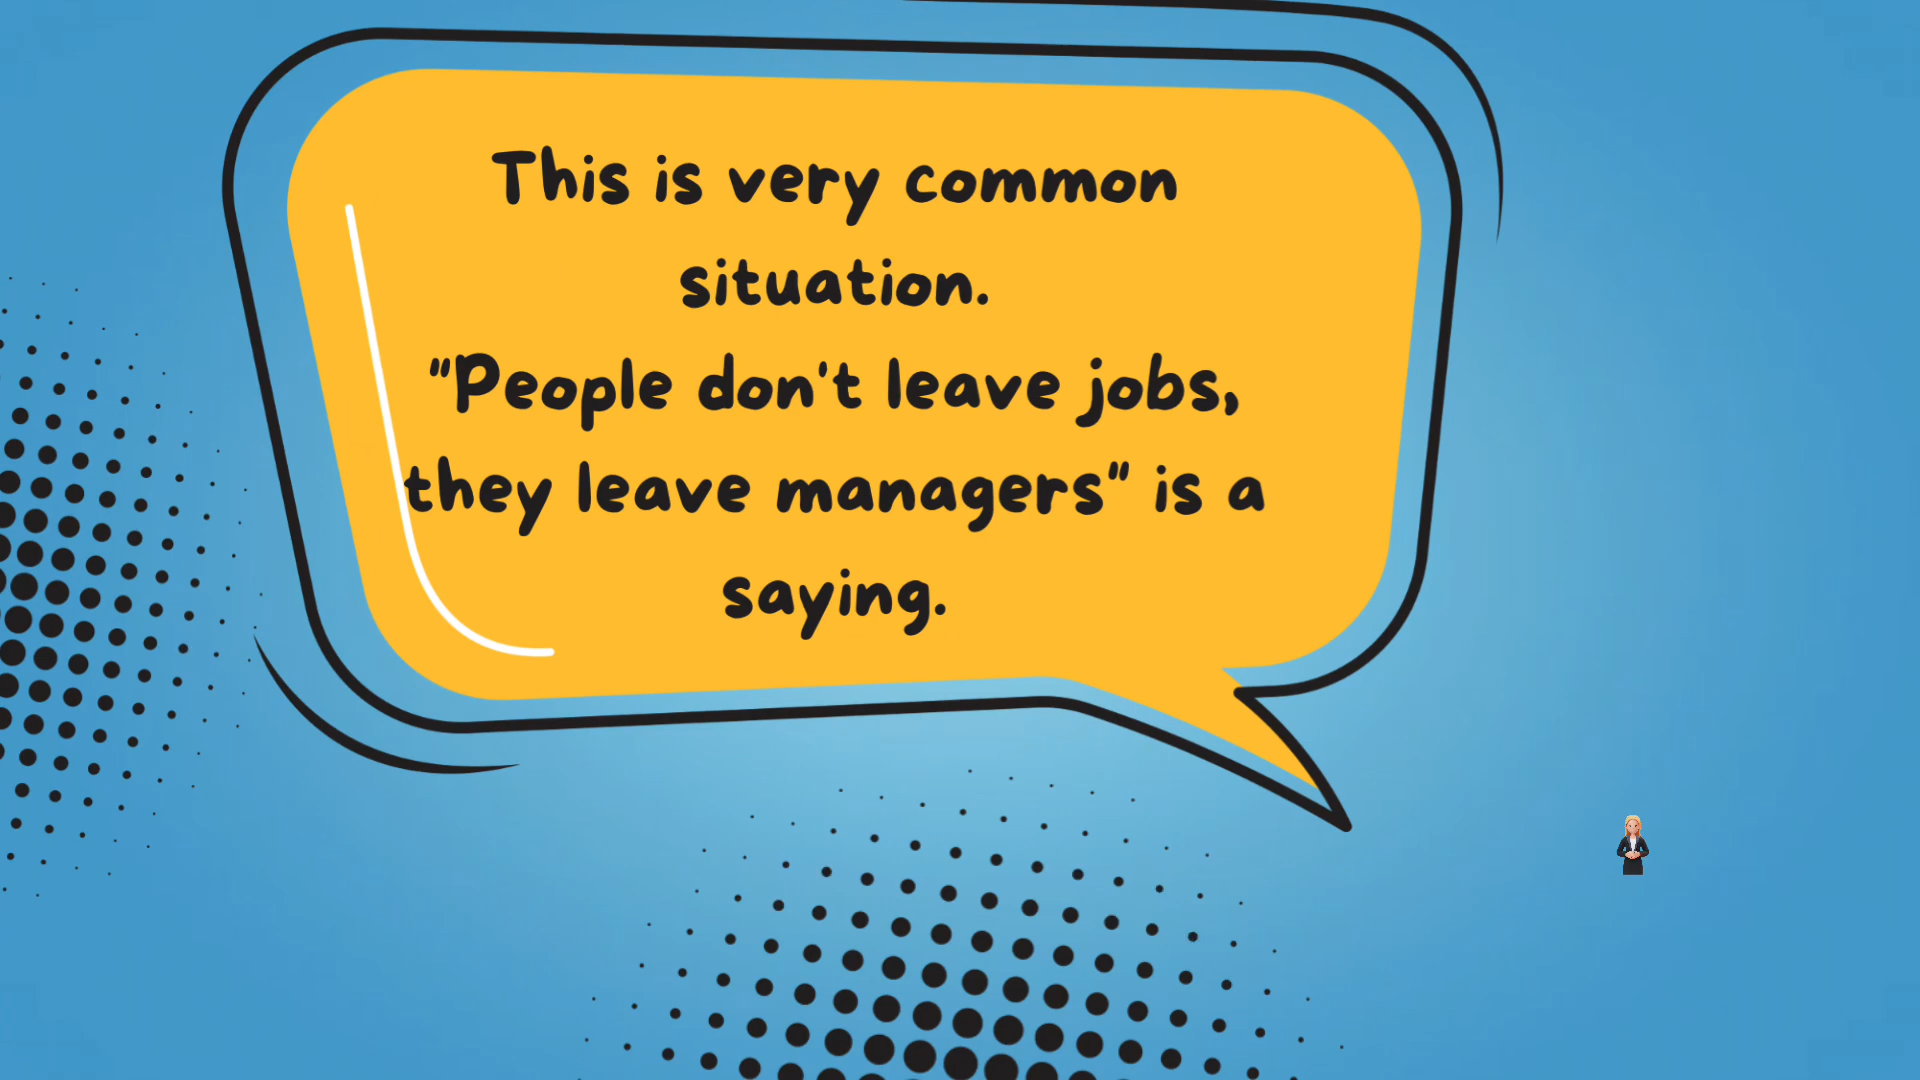 This is very common
situation.
"People don't leave jobs,
they leave managers" is a
saying.